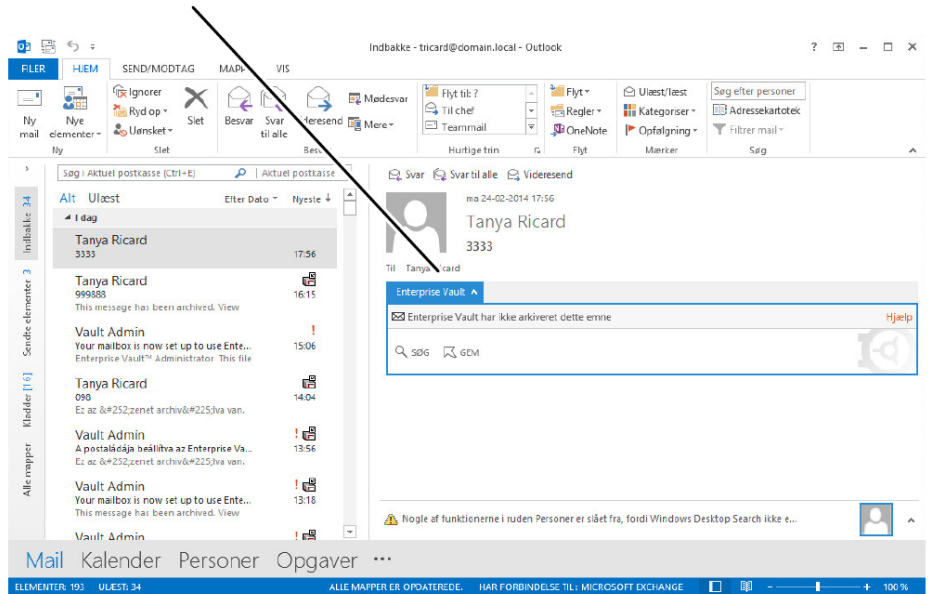 Indbakke - tricard@domain.local - Outlook
?
FILER HJEM SEND/MODTAG MAPP VIS
Ny mail
Nye elementer
Ny
Ignorer
Ryd op
Uønsket
Slet
Slet
Besvar
Svar til alle
Mødesvar
Mere
Flyt til: ?
Til chef
Teammail
Hurtige trin
Flyt
Regler
OneNote
Flyt
Ulæst/læst
Kategoriser
Opfølgning
Mærker
Søg efter personer
Adressekartotek
Filtrer mail
Søg
Indbakke 34
Sendte elementer 3
Kladder [16]
Alle mapper
Søg i Aktuel postkasse (Ctrl+E) Aktuel postkasse
Alt Ulæst Efter Dato Nyeste
I dag
Tanya Ricard
3333 17:56
Tanya Ricard
999888 16:15
This message has been archived. View
Vault Admin !
Your mailbox is now set up to use Ente... 15:06
Enterprise Vault™ Administrator This file
Tanya Ricard
098 14:04
Ez az &#252;zenet archiv&#225;lva van.
Vault Admin !
A postaládája beállítva az Enterprise Va... 13:56
Ez az &#252;zenet archiv&#225;lva van.
Vault Admin !
Your mailbox is now set up to use Ente... 13:18
This message has been archived. View
Vault Admin !
Svar Svar til alle Videresend
ma 24-02-2014 17:56
Tanya Ricard
3333
Til Tanya Ricard
Enterprise Vault
Enterprise Vault har ikke arkiveret dette emne Hjælp
SØG GEM
Nogle af funktionerne i ruden Personer er slået fra, fordi Windows Desktop Search ikke e...
Mail Kalender Personer Opgaver ...
ELEMENTER: 193 ULÆST: 34 ALLE MAPPER ER OPDATEREDE. HAR FORBINDELSE TIL: MICROSOFT EXCHANGE 100 %